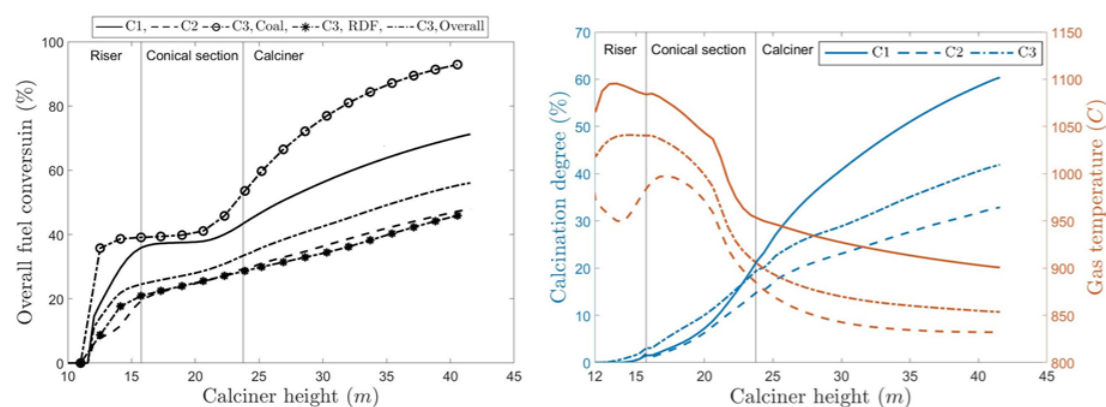 C1, C2 C3, Coal, C3, RDF, C3, Overall
Riser Conical section Calciner
Overall fuel conversuin (%)
0 20 40 60 80 100
10 15 20 25 30 35 40 45
Calciner height (m)
Riser Conical section Calciner
C1 C2 C3
Calcination degree (%)
0 10 20 30 40 50 60 70
12 15 20 25 30 35 40 45
Calciner height (m)
800 850 900 950 1000 1050 1100 1150
Gas temperature (C)